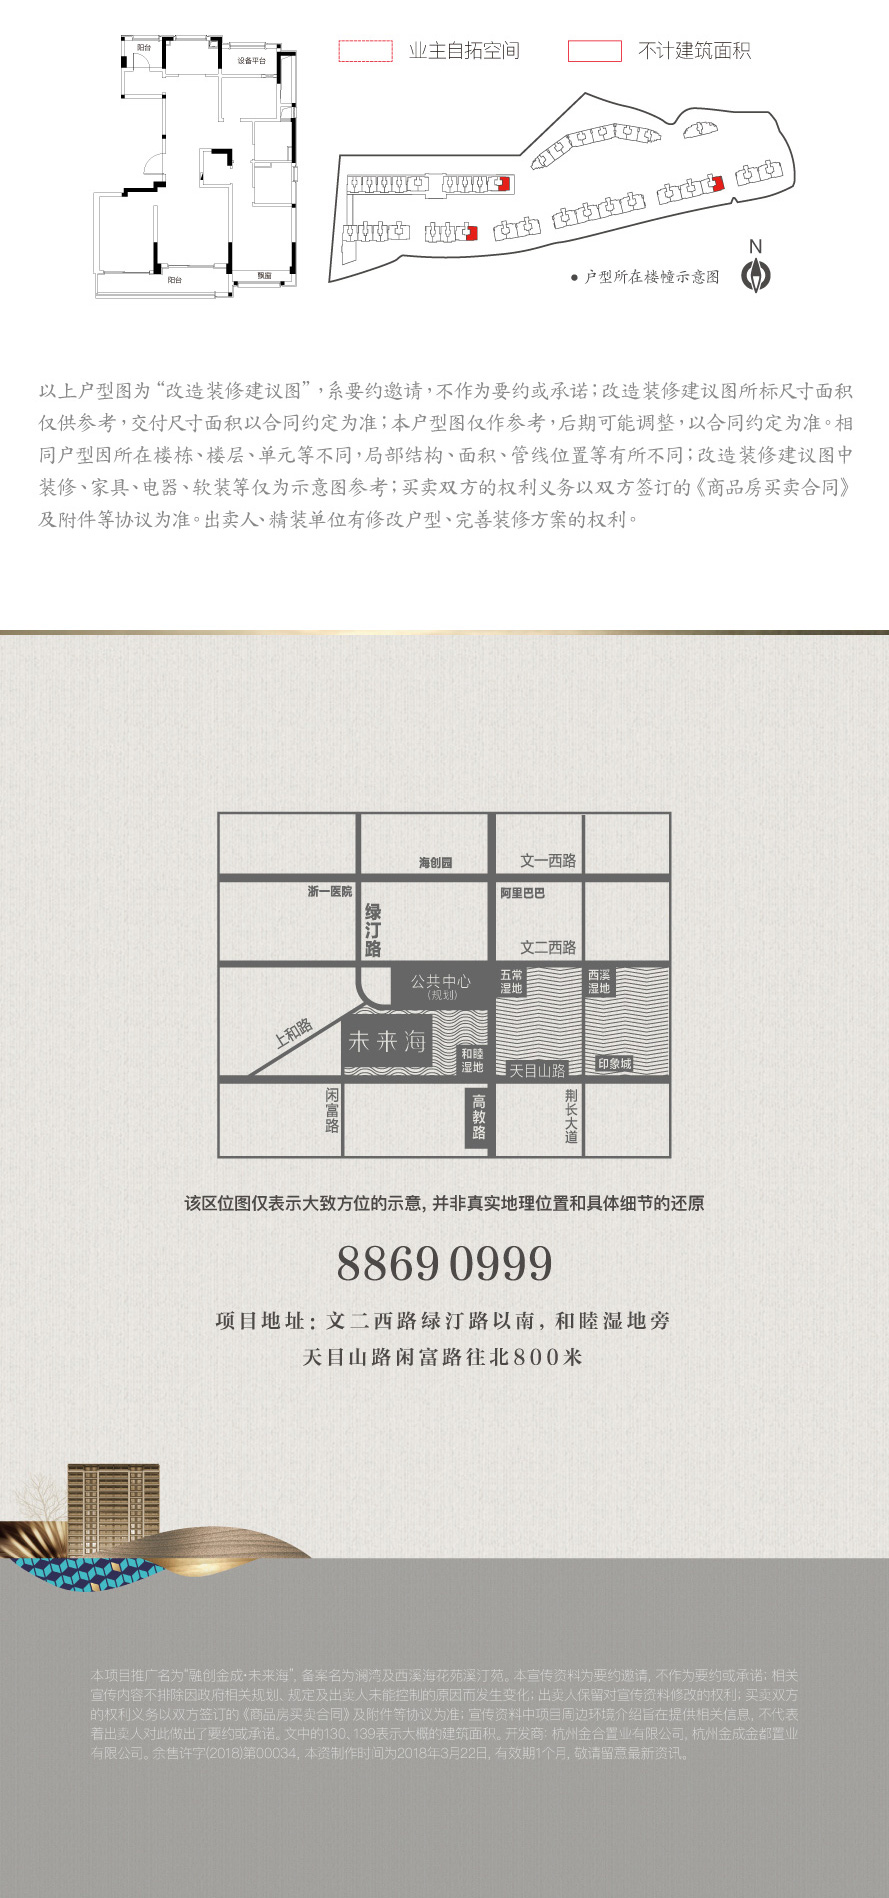 阳台
设备平台
业主自拓空间
不计建筑面积
阳台
飘窗
N
● 户型所在楼幢示意图
以上户型图为“改造装修建议图”,系要约邀请,不作为要约或承诺;改造装修建议图所标尺寸面积
仅供参考,交付尺寸面积以合同约定为准;本户型图仅作参考,后期可能调整,以合同约定为准。相
同户型因所在楼栋、楼层、单元等不同,局部结构、面积、管线位置等有所不同;改造装修建议图中
装修、家具、电器、软装等仅为示意图参考;买卖双方的权利义务以双方签订的《商品房买卖合同》
及附件等协议为准。出卖人、精装单位有修改户型、完善装修方案的权利。
海创园
文一西路
浙一医院
阿里巴巴
绿汀路
文二西路
公共中心
(规划)
五常
湿地
西溪
湿地
上和路
未来海
和睦
湿地
天目山路
印象城
闲富路
高教路
荆长大道
该区位图仅表示大致方位的示意, 并非真实地理位置和具体细节的还原
8869 0999
项目地址: 文二西路绿汀路以南, 和睦湿地旁
天目山路闲富路往北800米
本项目推广名为“融创金成·未来海”, 备案名为澜湾及西溪海花苑溪汀苑。本宣传资料为要约邀请, 不作为要约或承诺; 相关
宣传内容不排除因政府相关规划、规定及出卖人未能控制的原因而发生变化; 出卖人保留对宣传资料修改的权利; 买卖双方
的权利义务以双方签订的《商品房买卖合同》及附件等协议为准; 宣传资料中项目周边环境介绍旨在提供相关信息, 不代表
着出卖人对此做出了要约或承诺。文中的130、139表示大概的建筑面积。开发商: 杭州金合置业有限公司, 杭州金成金都置业
有限公司。余售许字(2018)第00034, 本资制作时间为2018年3月22日, 有效期1个月, 敬请留意最新资讯。